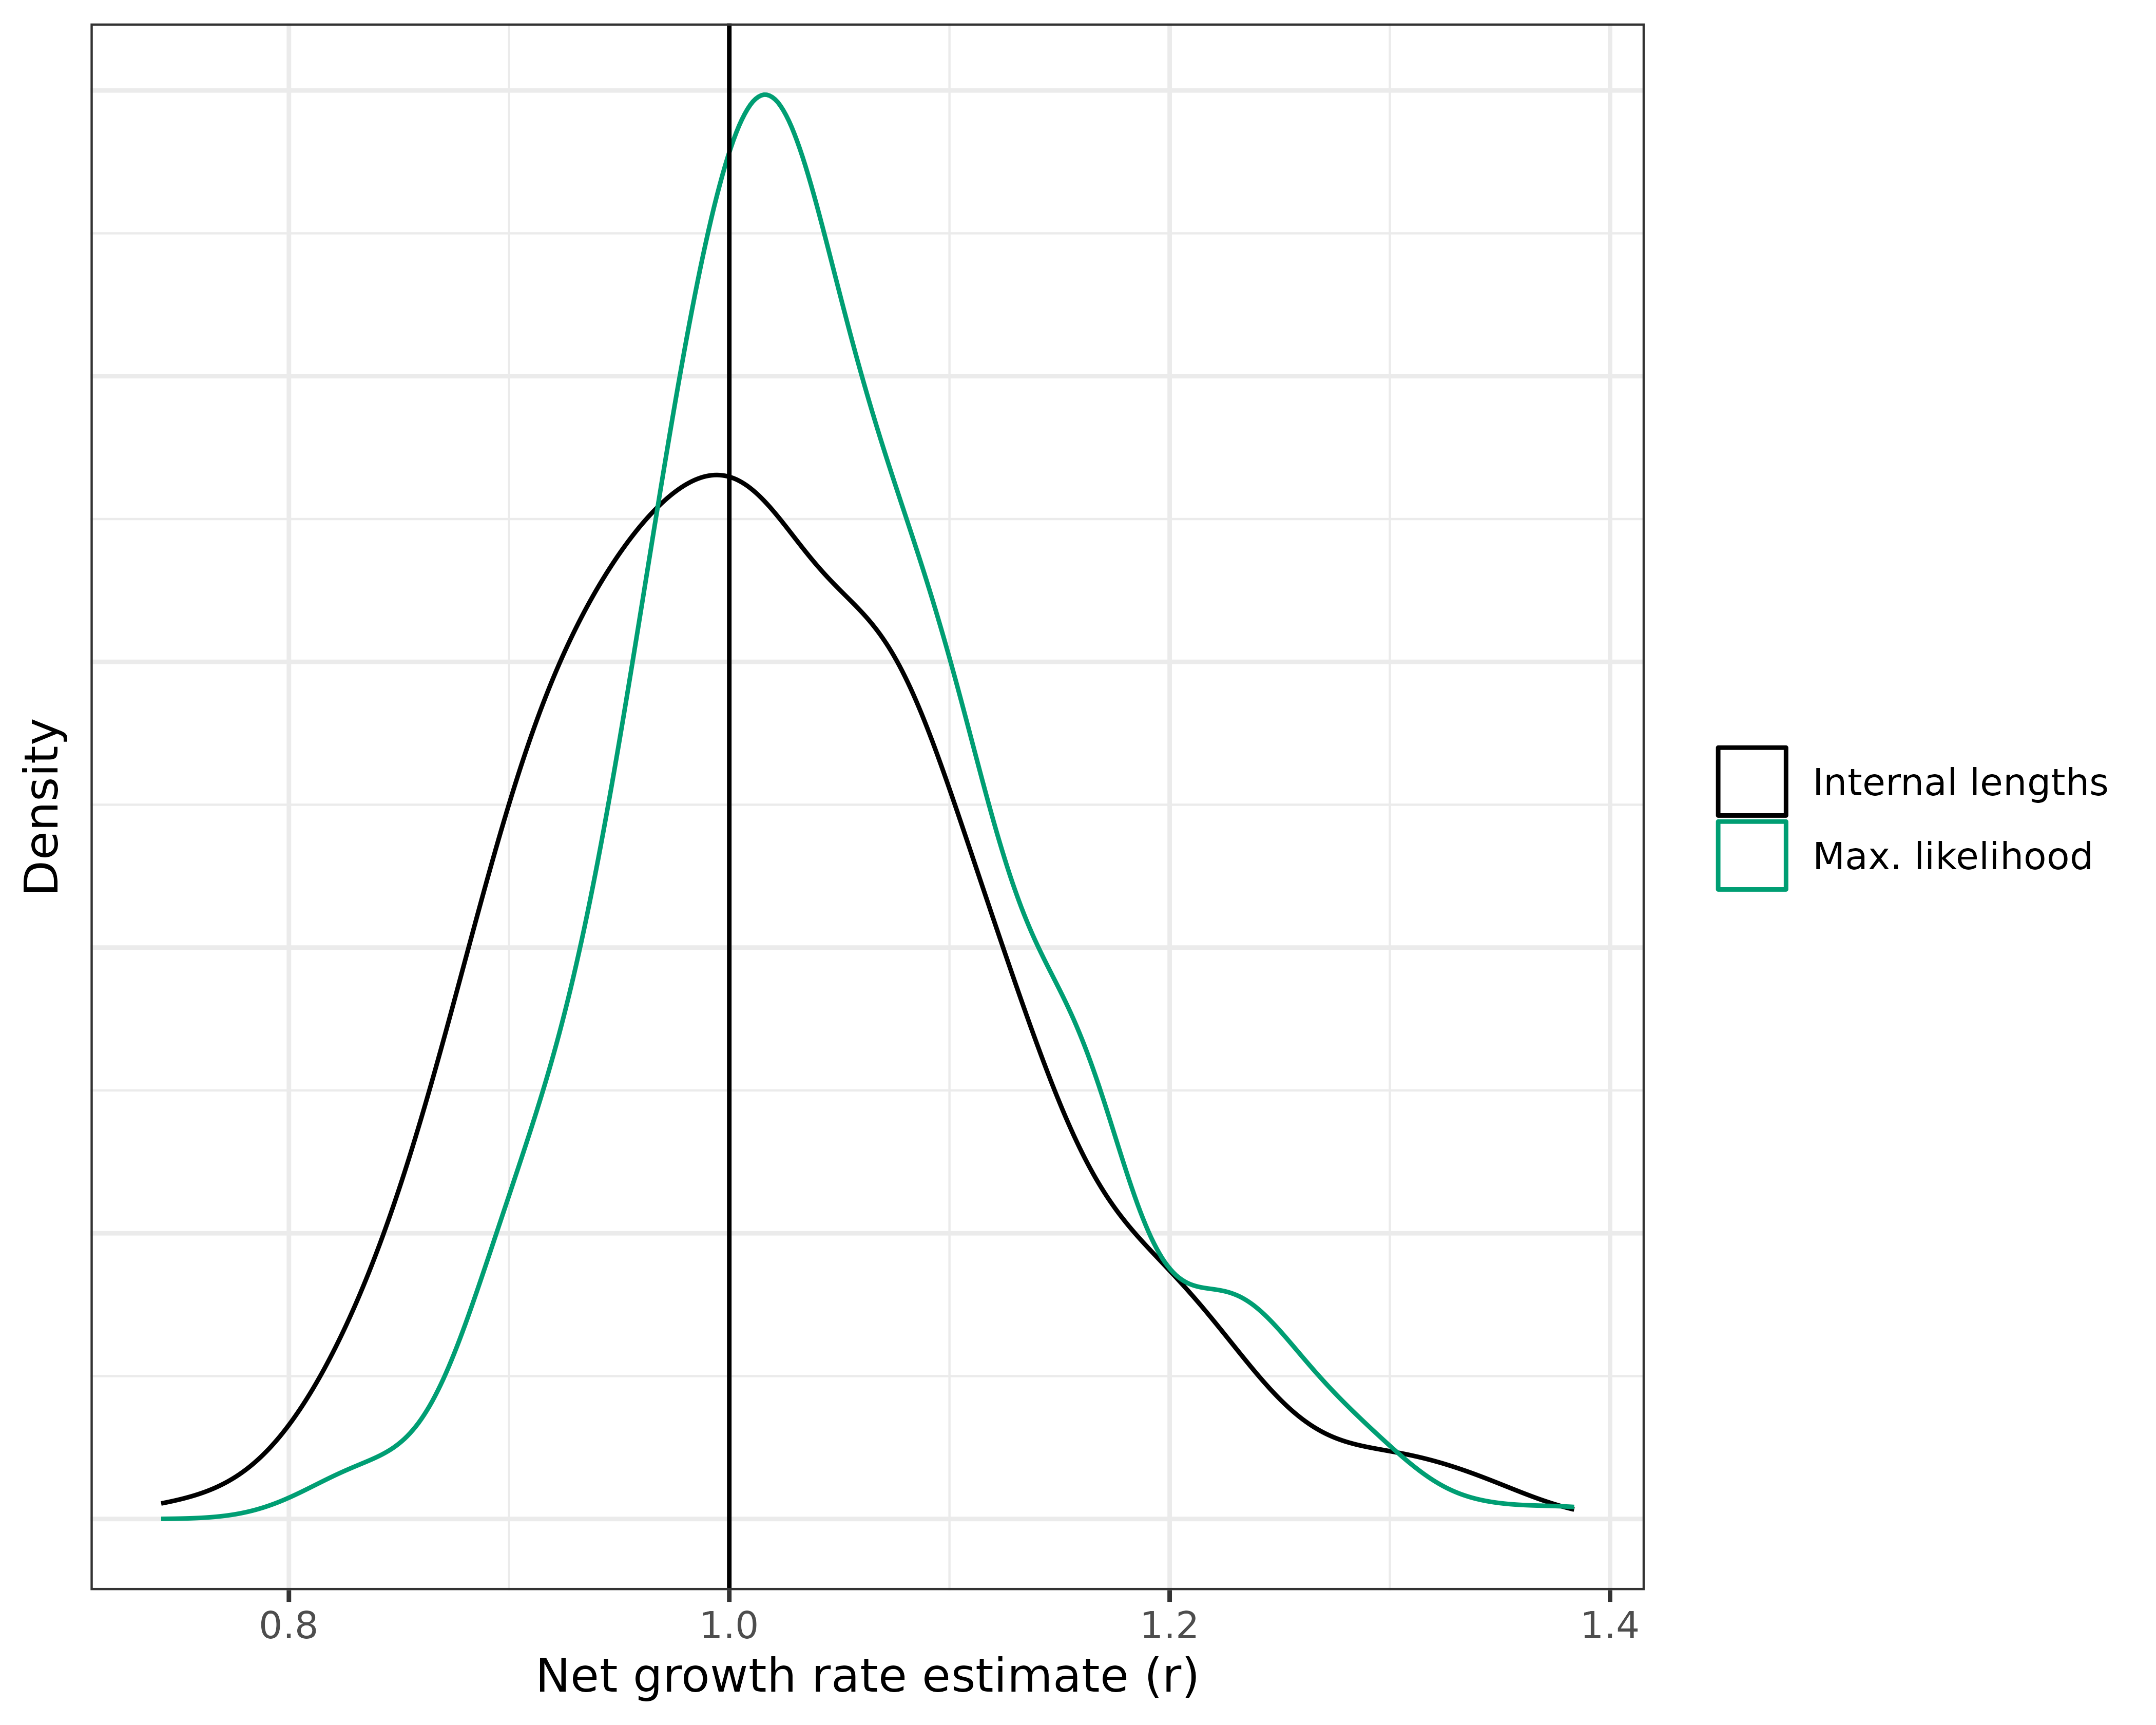 Density
Internal lengths
Max. likelihood
0.8 1.0 1.2 1.4
Net growth rate estimate (r)